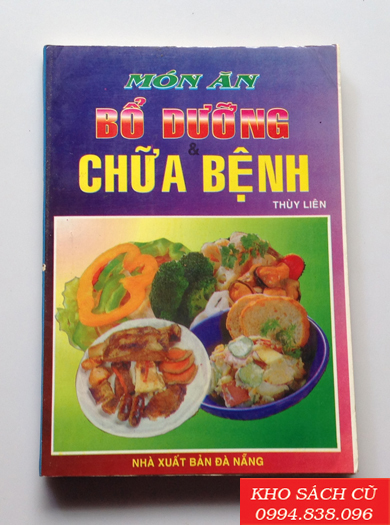 MÓN ĂN
BỔ DƯỠNG
&
CHỮA BỆNH
THÙY LIÊN
NHÀ XUẤT BẢN ĐÀ NẴNG
KHO SÁCH CŨ
0994.838.096